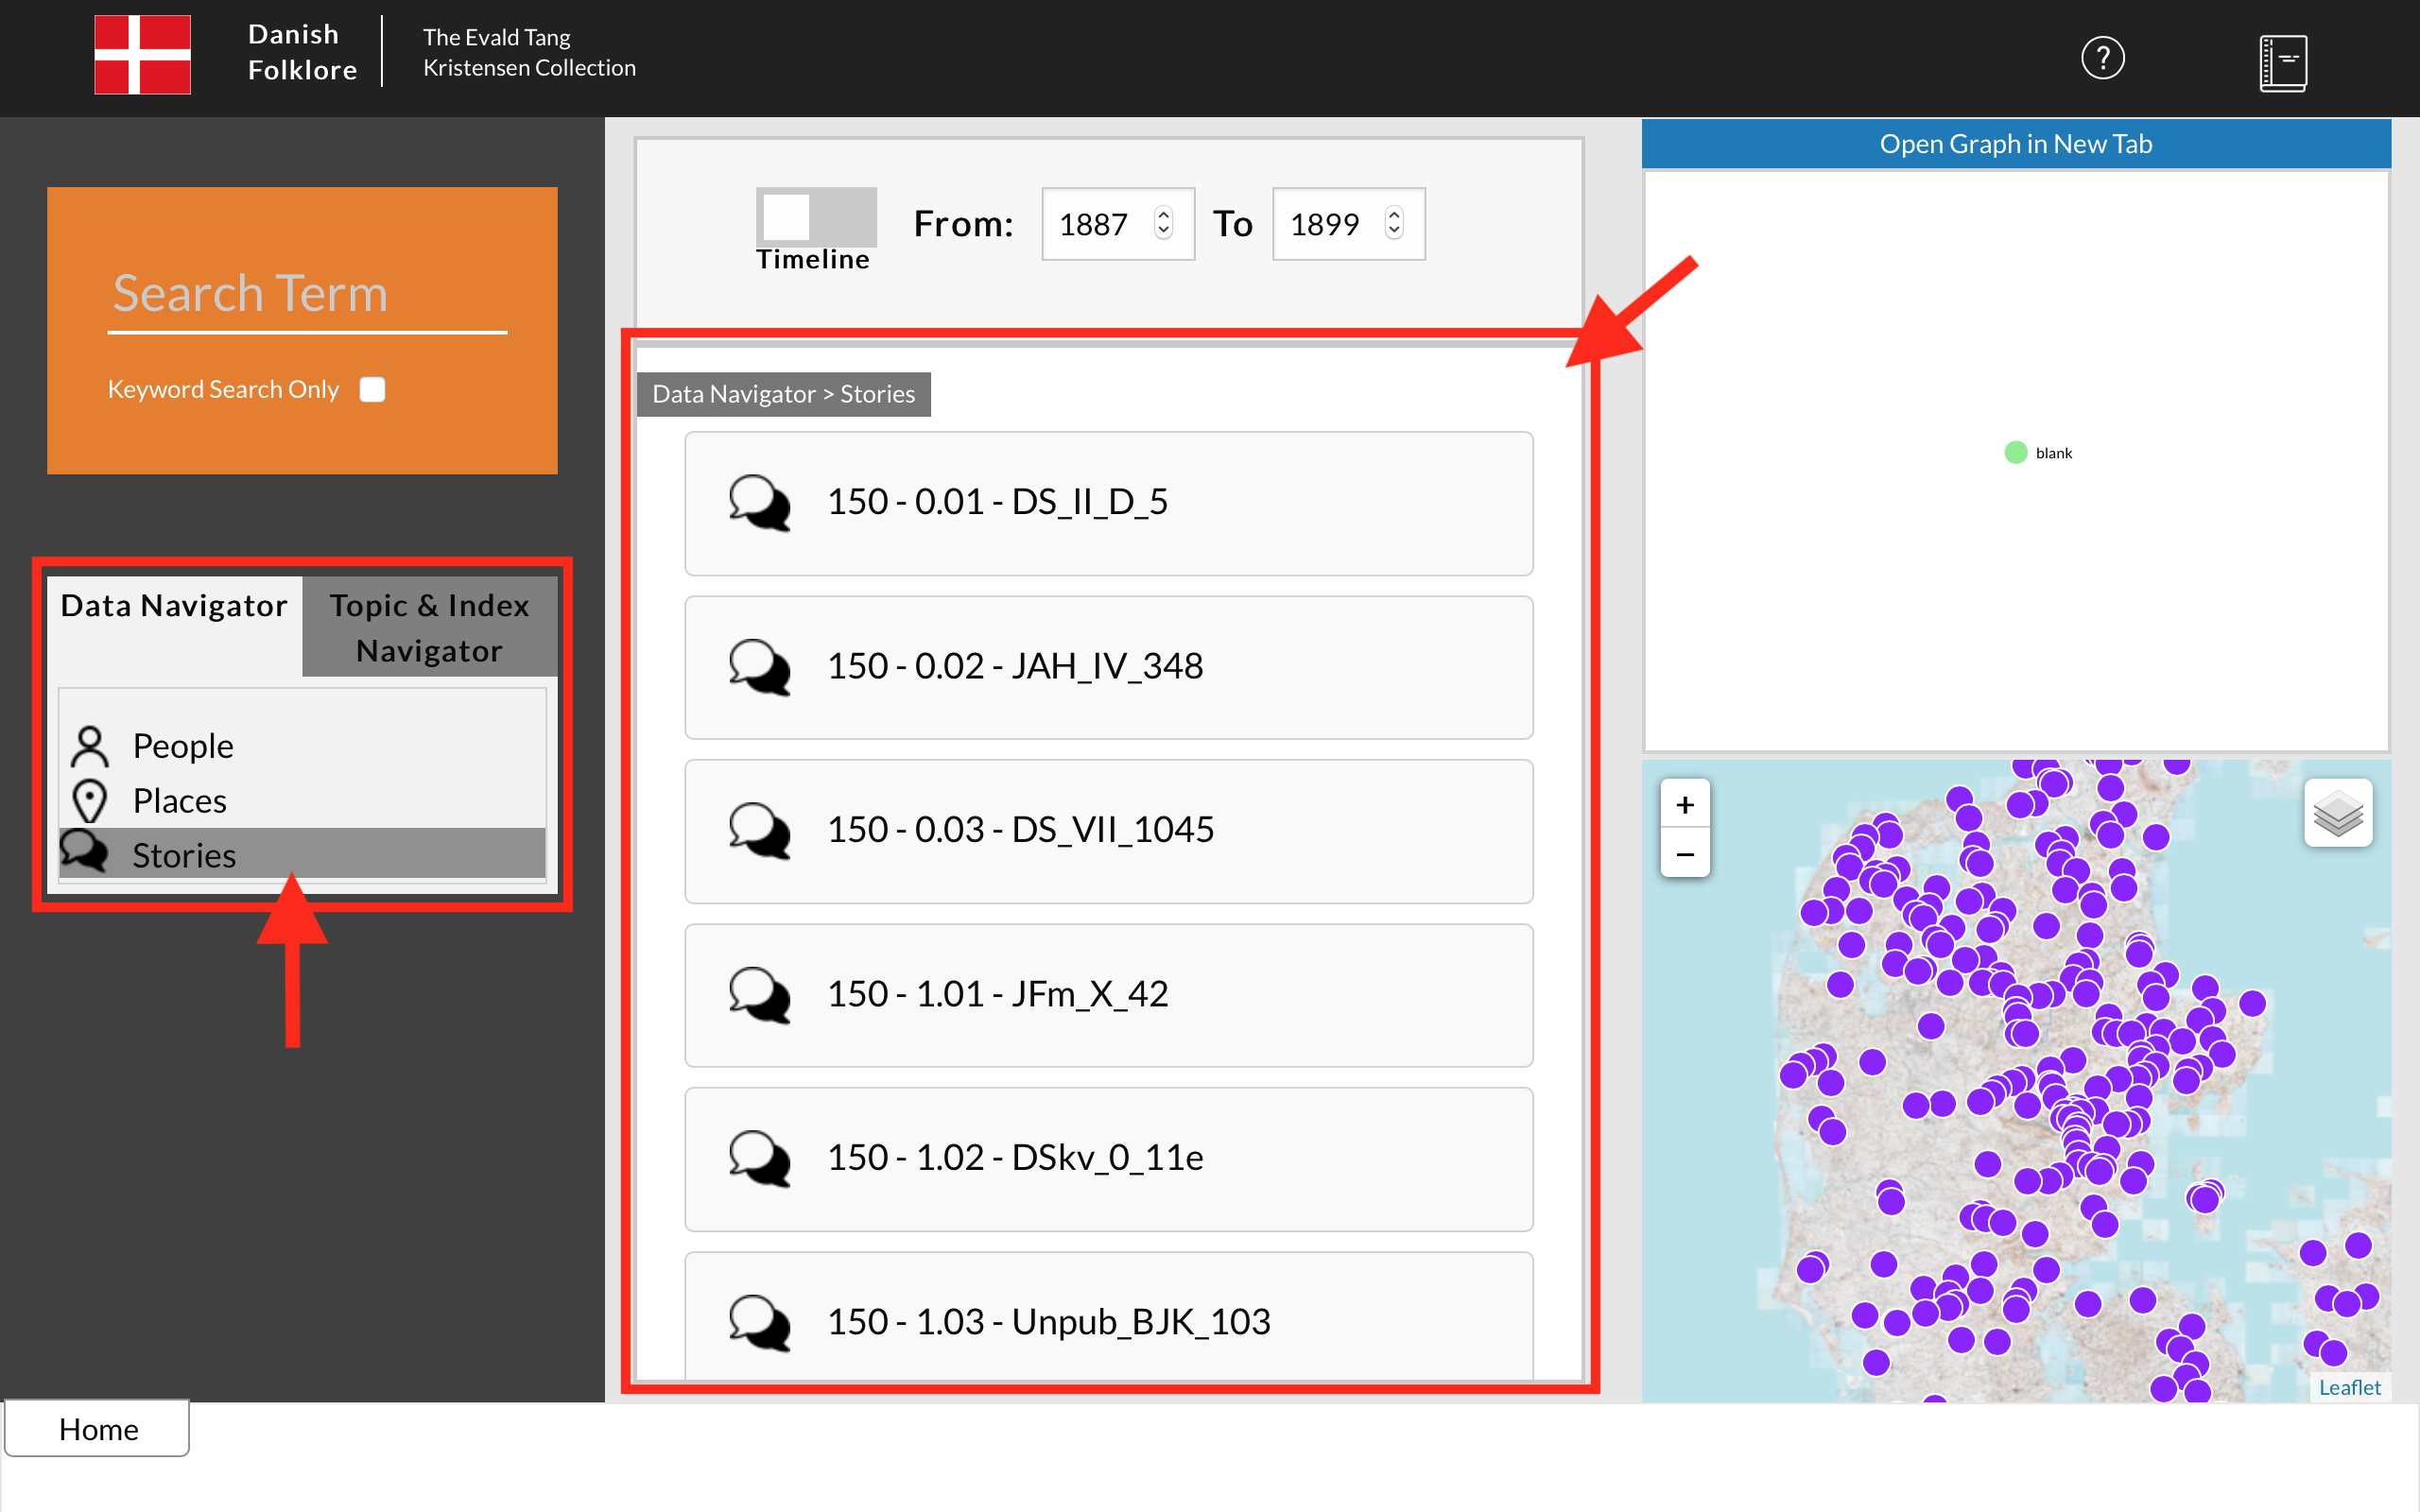 Danish
Folklore
The Evald Tang
Kristensen Collection
?
Search Term
Keyword Search Only
Data Navigator
Topic & Index
Navigator
People
Places
Stories
Timeline
From: 1887 To 1899
Data Navigator > Stories
150 - 0.01 - DS_II_D_5
150 - 0.02 - JAH_IV_348
150 - 0.03 - DS_VII_1045
150 - 1.01 - JFm_X_42
150 - 1.02 - DSkv_0_11e
150 - 1.03 - Unpub_BJK_103
Open Graph in New Tab
blank
+
−
Leaflet
Home